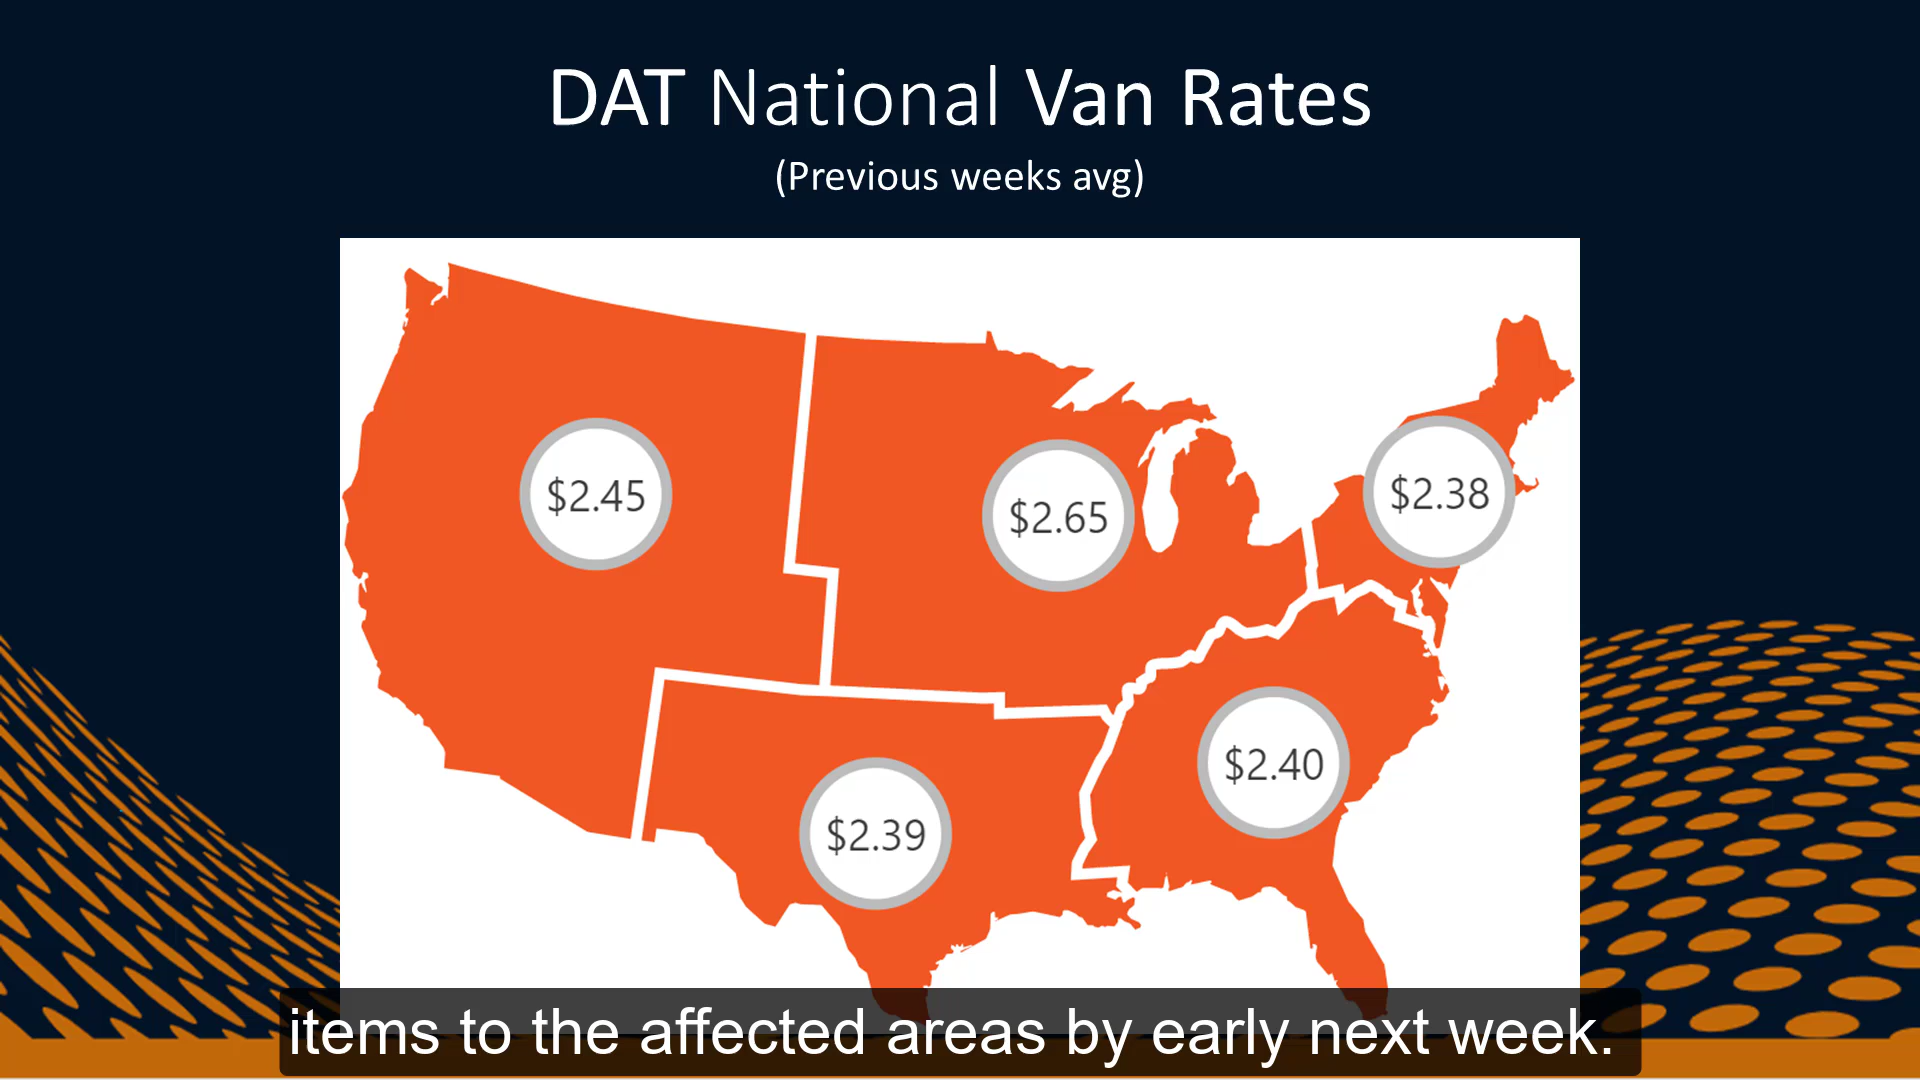 DAT National Van Rates
(Previous weeks avg)
$2.45
$2.65
$2.38
$2.40
$2.39
items to the affected areas by early next week.